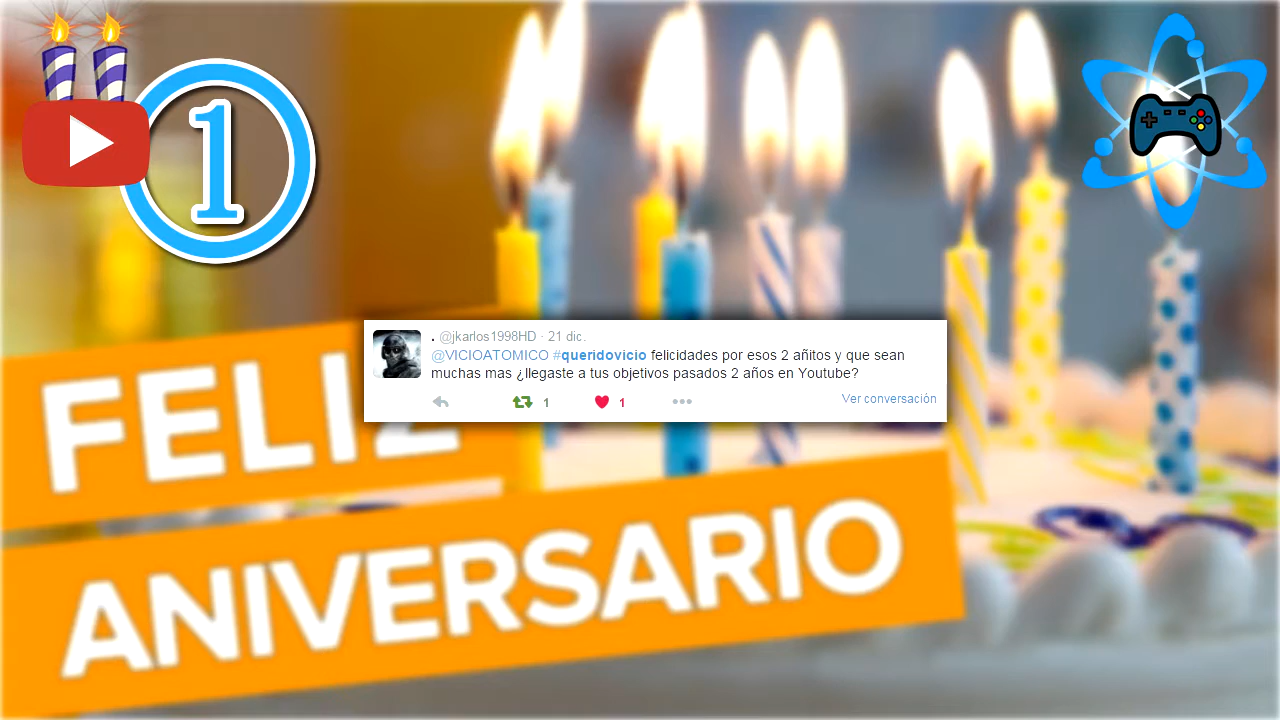 1
. @jkarlos1998HD · 21 dic.
@VICIOATOMICO #queridovicio felicidades por esos 2 añitos y que sean
muchas mas ¿llegaste a tus objetivos pasados 2 años en Youtube?
1 1
Ver conversación
FELIZ
ANIVERSARIO